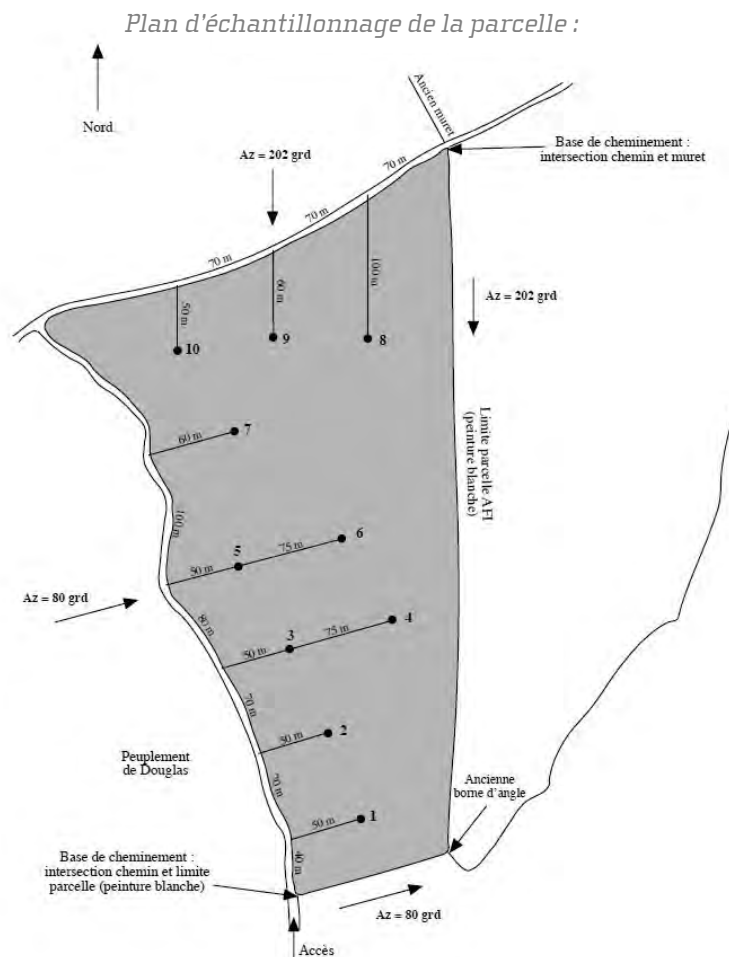 Plan d'échantillonnage de la parcelle :
Nord
Ancien muret
Az = 202 grd
Base de cheminement :
intersection chemin et muret
70 m
70 m
70 m
50 m
60 m
100 m
Az = 202 grd
10
9
8
60 m
7
Limite parcelle AFI
(peinture blanche)
100 m
50 m
5
75 m
6
Az = 80 grd
80 m
50 m
3
75 m
4
70 m
50 m
2
Peuplement
de Douglas
50 m
1
Ancienne
borne d'angle
Base de cheminement :
intersection chemin et limite
parcelle (peinture blanche)
40 m
Az = 80 grd
Accès